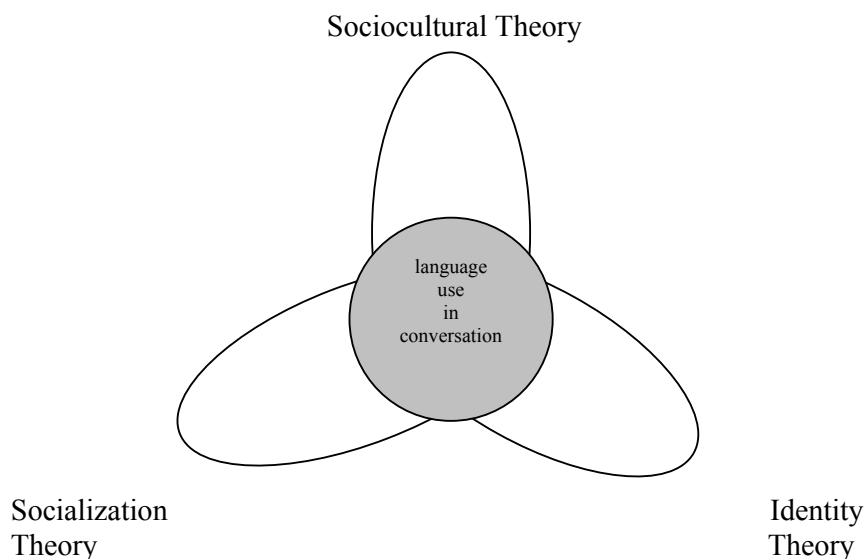 Sociocultural Theory
language
use
in
conversation
Socialization
Theory
Identity
Theory